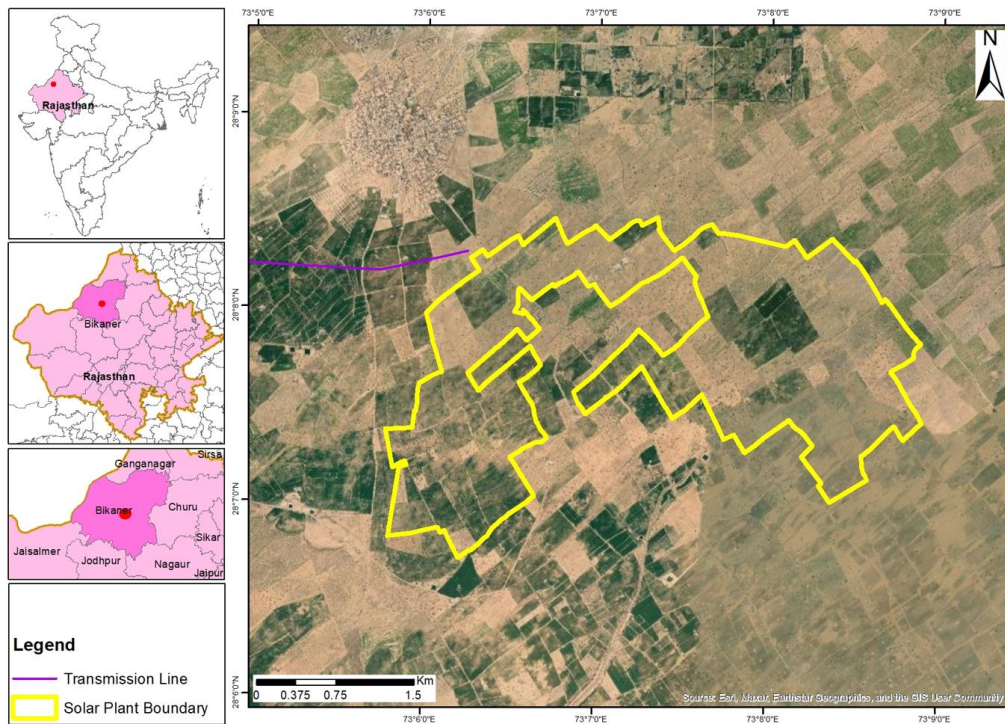 Rajasthan
Bikaner
Rajasthan
Sirsa
Ganganagar
Bikaner
Churu
Sikar
Jaisalmer
Jodhpur
Nagaur
Jaipur
Legend
Transmission Line
Solar Plant Boundary
73°5'0"E 73°6'0"E 73°7'0"E 73°8'0"E 73°9'0"E
N
28°9'0"N
28°8'0"N
28°7'0"N
28°6'0"N
Km
0 0.375 0.75 1.5
Source: Esri, Maxar, Earthstar Geographics, and the GIS User Community
73°6'0"E 73°7'0"E 73°8'0"E 73°9'0"E